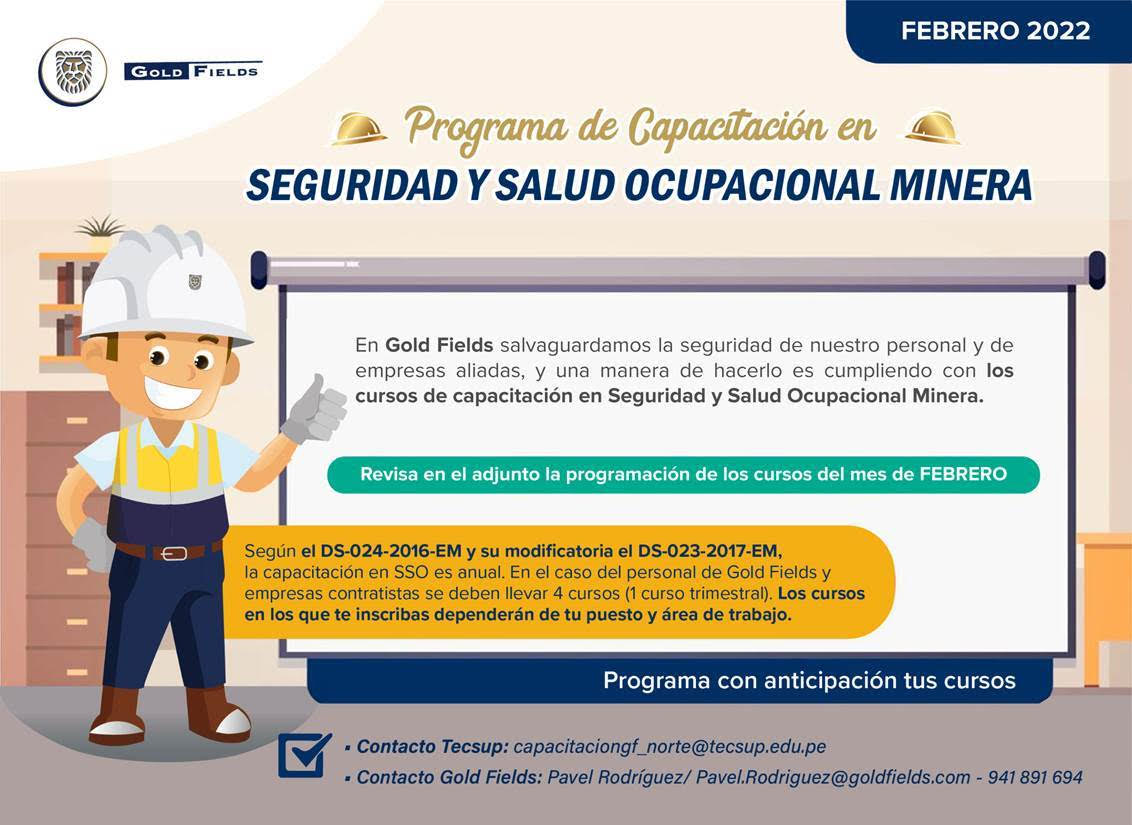 FEBRERO 2022
GOLD FIELDS
Programa de Capacitación en
SEGURIDAD Y SALUD OCUPACIONAL MINERA
En Gold Fields salvaguardamos la seguridad de nuestro personal y de
empresas aliadas, y una manera de hacerlo es cumpliendo con los
cursos de capacitación en Seguridad y Salud Ocupacional Minera.
Revisa en el adjunto la programación de los cursos del mes de FEBRERO
Según el DS-024-2016-EM y su modificatoria el DS-023-2017-EM,
la capacitación en SSO es anual. En el caso del personal de Gold Fields y
empresas contratistas se deben llevar 4 cursos (1 curso trimestral). Los cursos
en los que te inscribas dependerán de tu puesto y área de trabajo.
Programa con anticipación tus cursos
• Contacto Tecsup: capacitaciongf_norte@tecsup.edu.pe
• Contacto Gold Fields: Pavel Rodríguez/ Pavel.Rodriguez@goldfields.com - 941 891 694